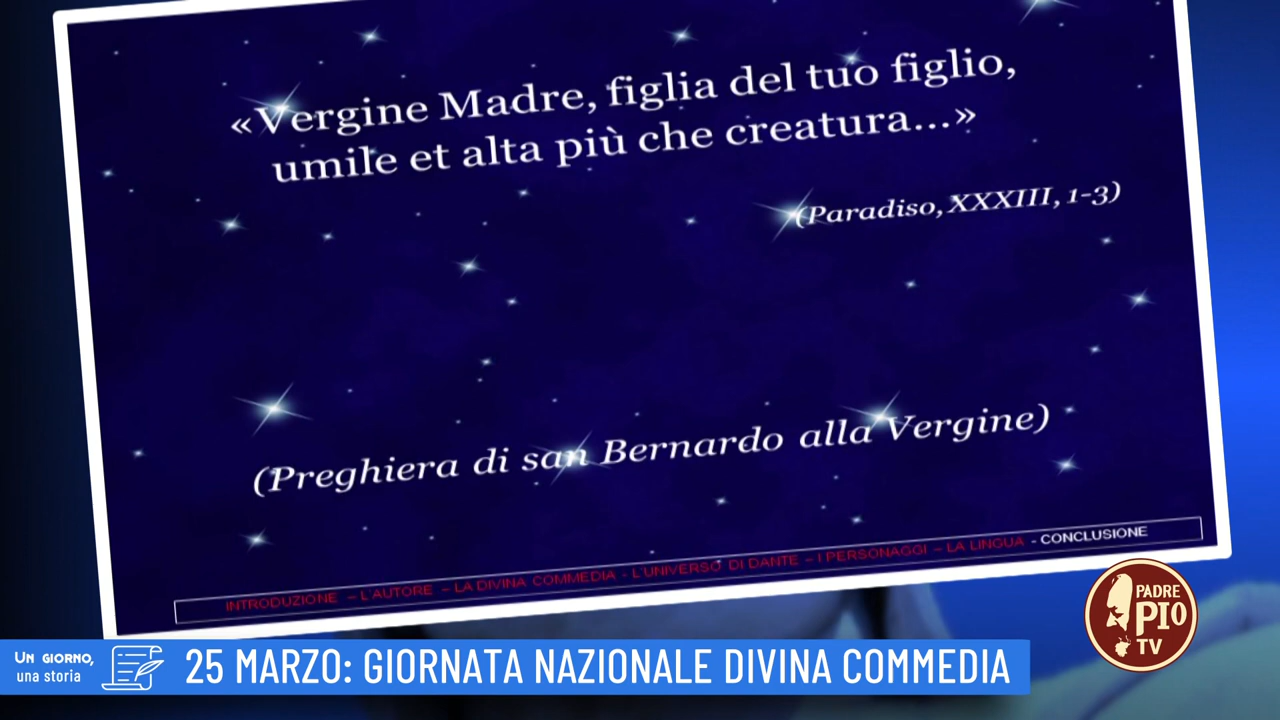 «Vergine Madre, figlia del tuo figlio,
umile et alta più che creatura...»
(Paradiso, XXXIII, 1-3)
(Preghiera di san Bernardo alla Vergine)
INTRODUZIONE – L'AUTORE – LA DIVINA COMMEDIA - L'UNIVERSO DI DANTE – I PERSONAGGI – LA LINGUA - CONCLUSIONE
PADRE
PIO
TV
Un giorno,
una storia
25 MARZO: GIORNATA NAZIONALE DIVINA COMMEDIA